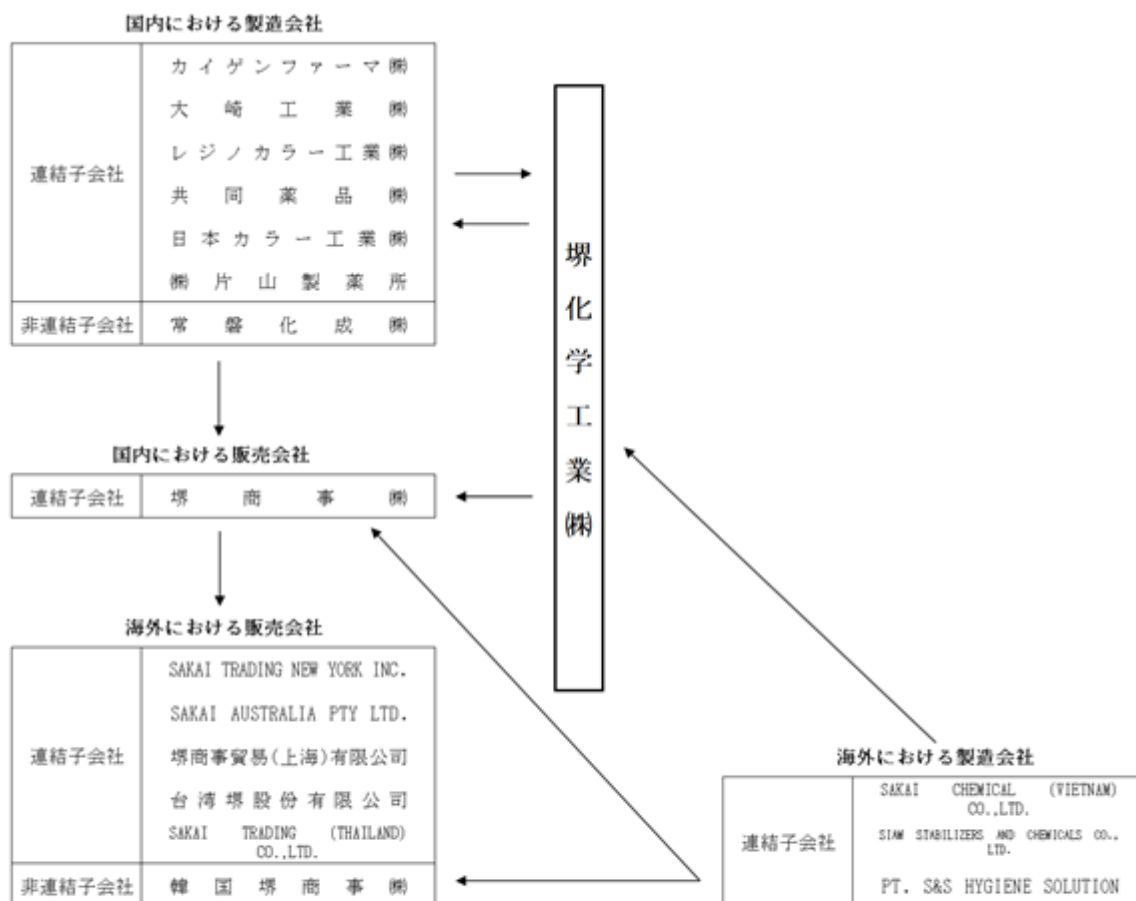 国内における製造会社
連結子会社
カイゲンファーマ㈱
大崎工業㈱
レジノカラー工業㈱
共同薬品㈱
日本カラー工業㈱
㈱片山製薬所
非連結子会社
常磐化成㈱
堺化学工業㈱
国内における販売会社
連結子会社
堺商事㈱
海外における販売会社
連結子会社
SAKAI TRADING NEW YORK INC.
SAKAI AUSTRALIA PTY LTD.
堺商事貿易(上海)有限公司
台湾堺股份有限公司
SAKAI TRADING (THAILAND)
CO.,LTD.
非連結子会社
韓国堺商事㈱
海外における製造会社
連結子会社
SAKAI CHEMICAL (VIETNAM)
CO.,LTD.
SIAM STABILIZERS AND CHEMICALS CO.,
LTD.
PT. S&S HYGIENE SOLUTION